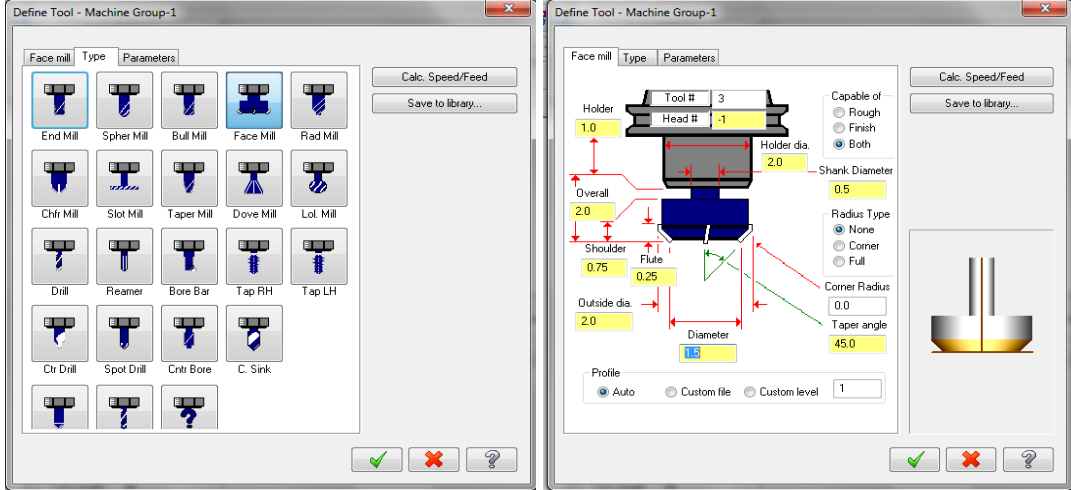 Define Tool - Machine Group-1
Face mill Type Parameters
End Mill Spher Mill Bull Mill Face Mill Rad Mill
Chfr Mill Slot Mill Taper Mill Dove Mill Lol. Mill
Drill Reamer Bore Bar Tap RH Tap LH
Ctr Drill Spot Drill Cntr Bore C. Sink
Calc. Speed/Feed
Save to library...
Define Tool - Machine Group-1
Face mill Type Parameters
Tool # 3
Head # -1
Holder
1.0
Holder dia.
2.0
Overall
2.0
Shoulder
0.75
Flute
0.25
Outside dia.
2.0
Diameter
1.5
Capable of
Rough
Finish
Both
Shank Diameter
0.5
Radius Type
None
Corner
Full
Corner Radius
0.0
Taper angle
45.0
Profile
Auto Custom file Custom level 1
Calc. Speed/Feed
Save to library...